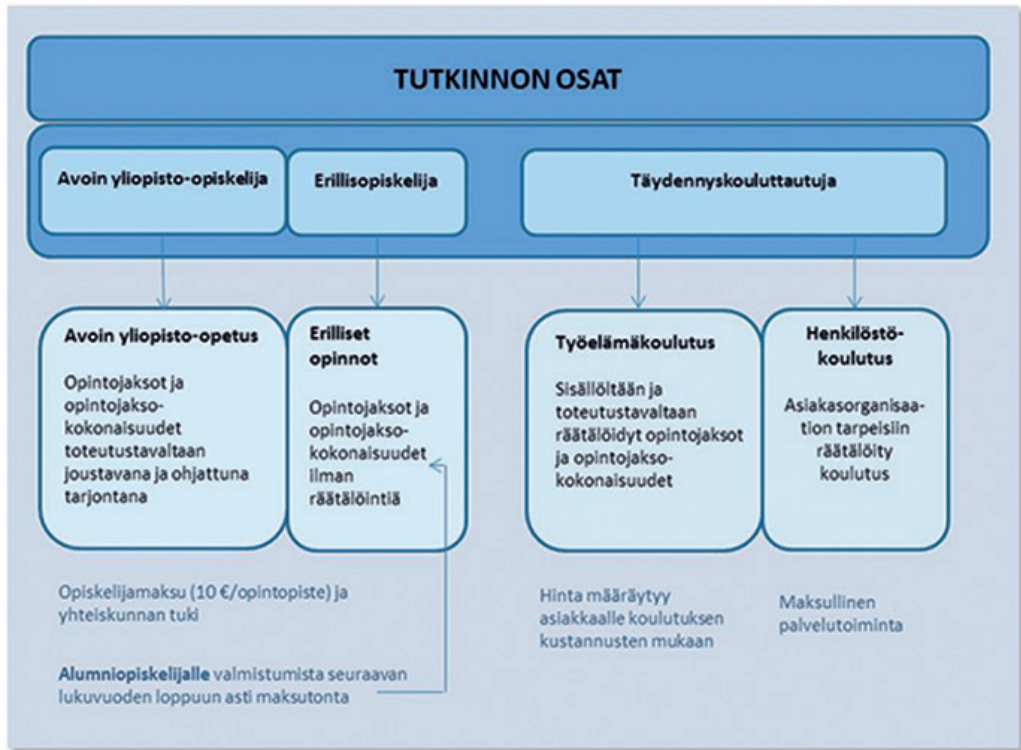 TUTKINNON OSAT
Avoin yliopisto-opiskelija
Erillisopiskelija
Täydennyskouluttautuja
Avoin yliopisto-opetus
Opintojaksot ja
opintojakso-
kokonaisuudet
toteutustavaltaan
joustavana ja ohjattuna
tarjontana
Erilliset
opinnot
Opintojaksot ja
opintojakso-
kokonaisuudet
ilman
räätälöintiä
Työelämäkoulutus
Sisällöltään ja
toteutustavaltaan
räätälöidyt opintojaksot
ja opintojakso-
kokonaisuudet
Henkilöstö-
koulutus
Asiakasorganisaa-
tion tarpeisiin
räätälöity
koulutus
Opiskelijamaksu (10 €/opintopiste) ja
yhteiskunnan tuki
Alumniopiskelijalle valmistumista seuraavan
lukuvuoden loppuun asti maksutonta
Hinta määräytyy
asiakkaalle koulutuksen
kustannusten mukaan
Maksullinen
palvelutoiminta